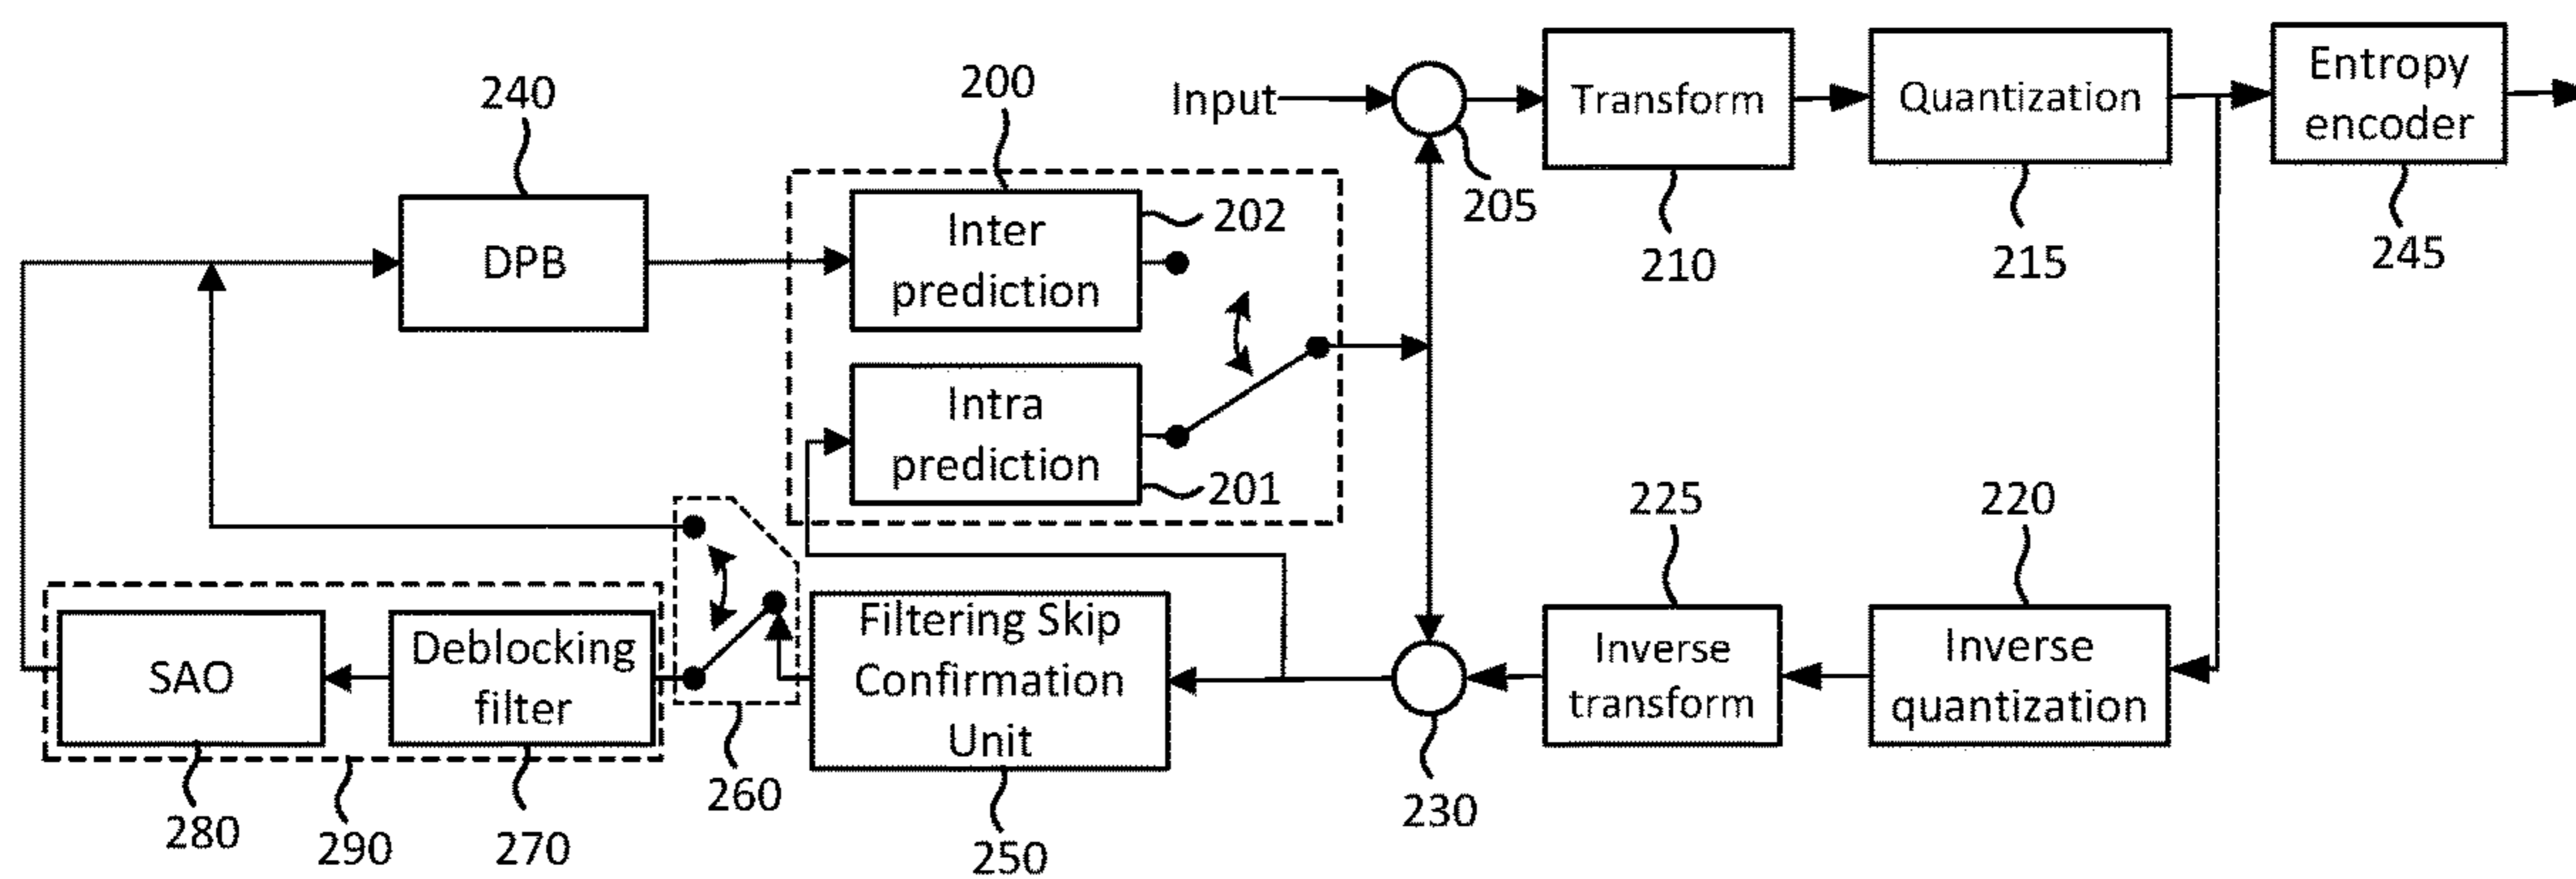 240
200
Input
205
Transform
210
Quantization
215
Entropy
encoder
245
DPB
Inter
prediction
202
Intra
prediction
201
225
220
SAO
280
290
Deblocking
filter
270
260
Filtering Skip
Confirmation
Unit
250
230
Inverse
transform
Inverse
quantization